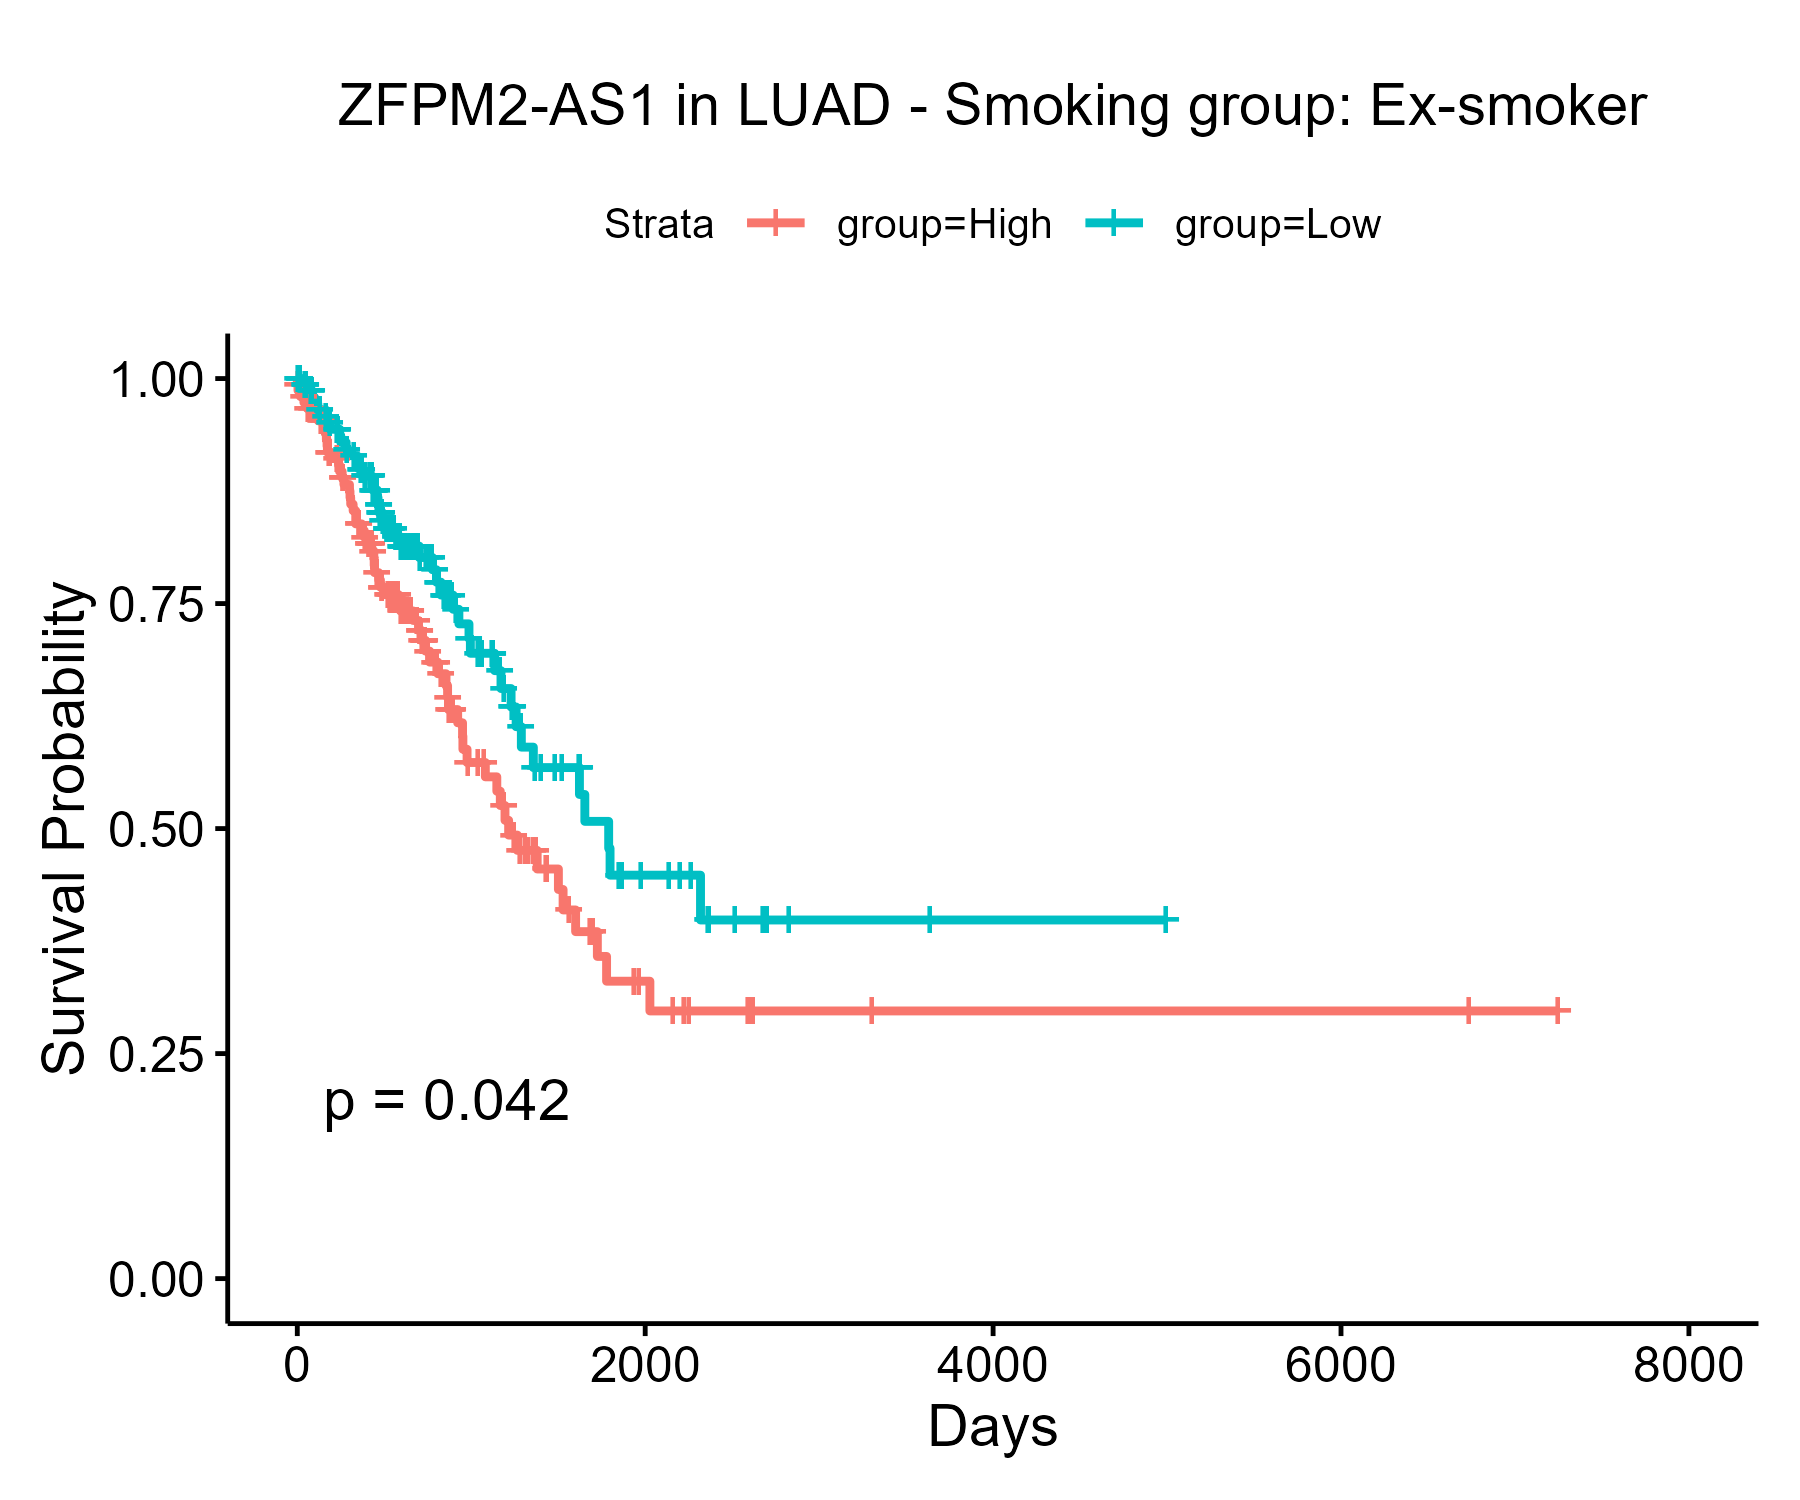 ZFPM2-AS1 in LUAD - Smoking group: Ex-smoker
Strata group=High group=Low
Survival Probability
1.00
0.75
0.50
0.25
0.00
p = 0.042
0 2000 4000 6000 8000
Days